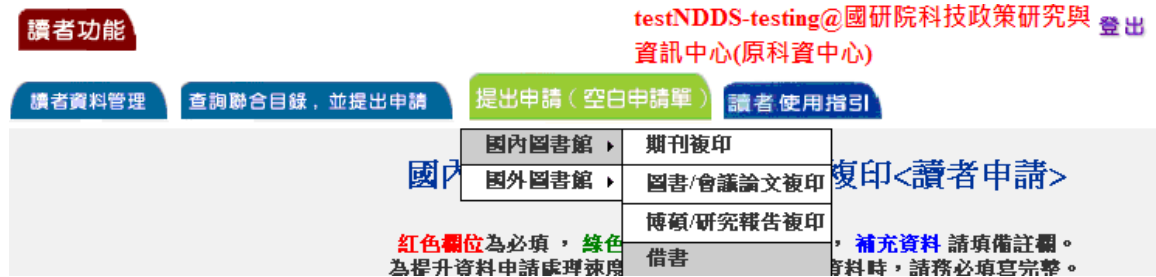 讀者功能
testNDDS-testing@國研院科技政策研究與
資訊中心(原科資中心)
登出
讀者資料管理
查詢聯合目錄，並提出申請
提出申請（空白申請單）
讀者使用指引
國內圖書館
國外圖書館
期刊複印
圖書/會議論文複印
博碩/研究報告複印
借書
國內 複印<讀者申請>
紅色欄位為必填 ， 綠色 ， 補充資料 請填備註欄。
為提升資料申請處理速度 資料時，請務必填寫完整。